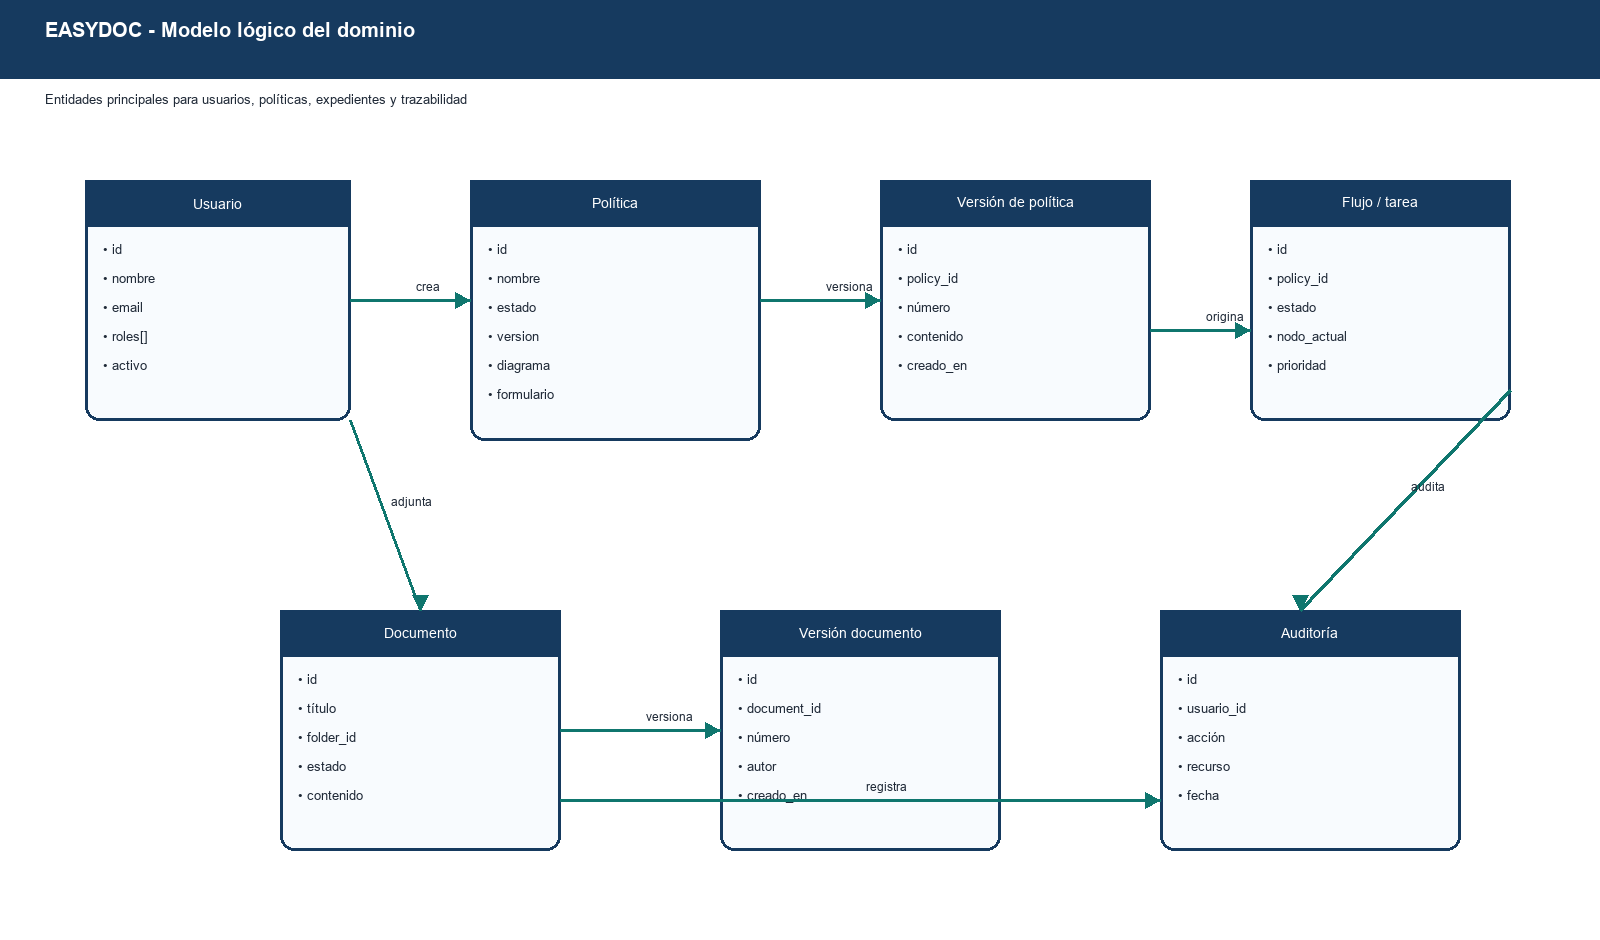 EASYDOC - Modelo lógico del dominio
Entidades principales para usuarios, políticas, expedientes y trazabilidad
Usuario
• id
• nombre
• email
• roles[]
• activo
crea
Política
• id
• nombre
• estado
• version
• diagrama
• formulario
versiona
Versión de política
• id
• policy_id
• número
• contenido
• creado_en
origina
Flujo / tarea
• id
• policy_id
• estado
• nodo_actual
• prioridad
adjunta
audita
Documento
• id
• título
• folder_id
• estado
• contenido
versiona
Versión documento
• id
• document_id
• número
• autor
• creado_en
registra
Auditoría
• id
• usuario_id
• acción
• recurso
• fecha